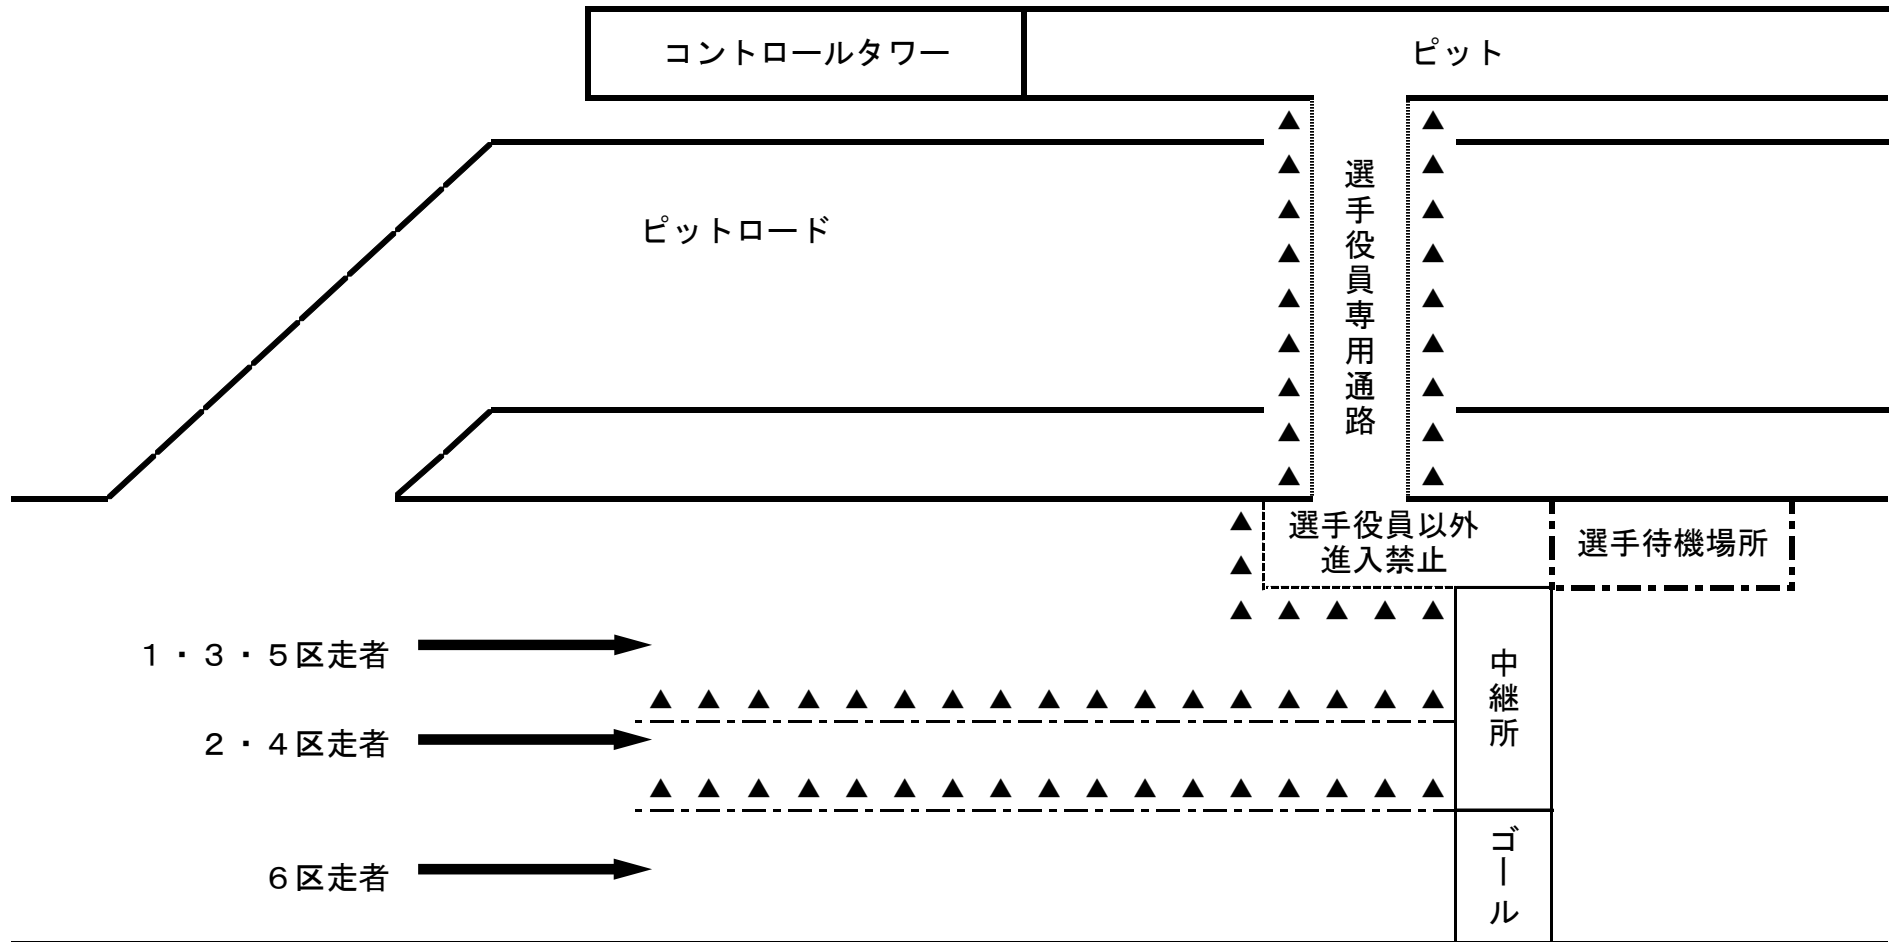 コントロールタワー
ピット
選手役員専用通路
ピットロード
選手役員以外
進入禁止
選手待機場所
１・３・５区走者
中継所
２・４区走者
６区走者
ゴール